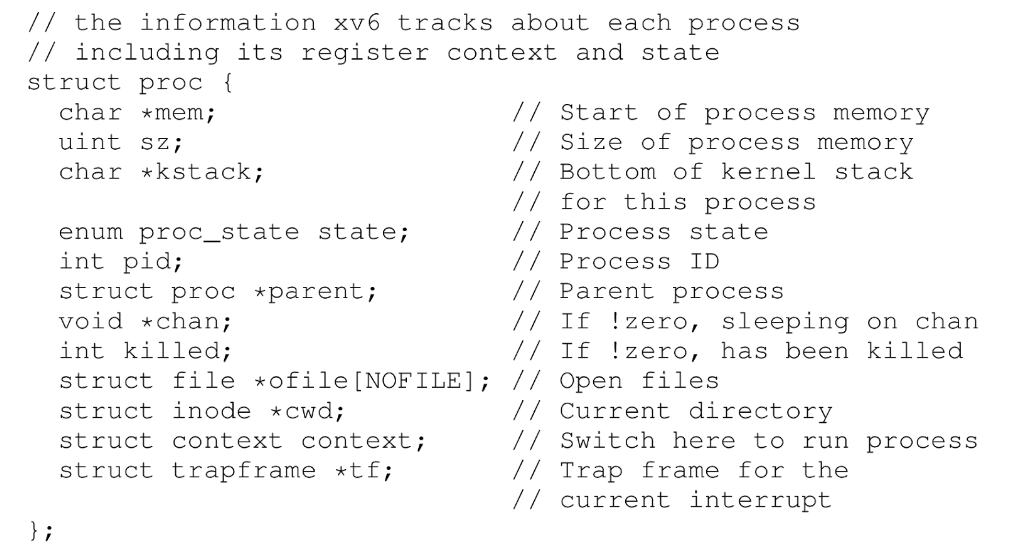 // the information xv6 tracks about each process
// including its register context and state
struct proc {
  char *mem;                   // Start of process memory
  uint sz;                     // Size of process memory
  char *kstack;                // Bottom of kernel stack
                               // for this process
  enum proc_state state;       // Process state
  int pid;                     // Process ID
  struct proc *parent;         // Parent process
  void *chan;                  // If !zero, sleeping on chan
  int killed;                  // If !zero, has been killed
  struct file *ofile[NOFILE];  // Open files
  struct inode *cwd;           // Current directory
  struct context context;      // Switch here to run process
  struct trapframe *tf;        // Trap frame for the
                               // current interrupt
};